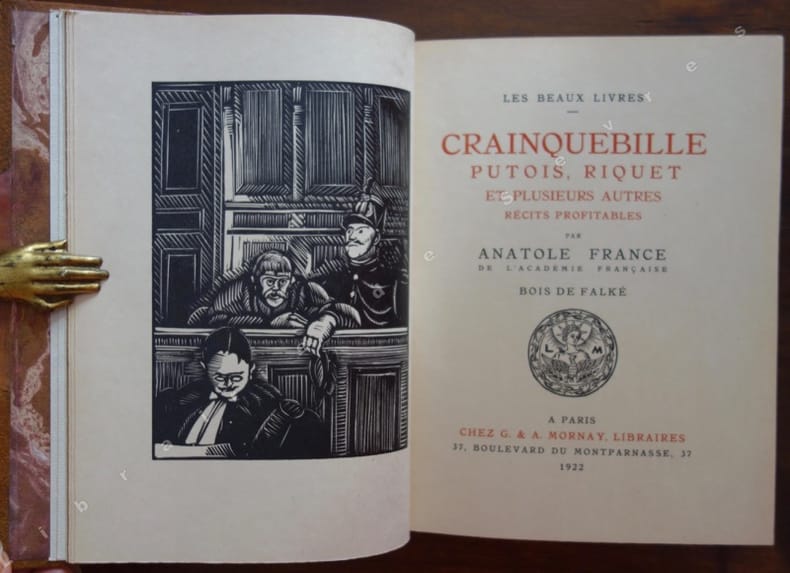 LES BEAUX LIVRES
CRAINQUEBILLE
PUTOIS, RIQUET
ET PLUSIEURS AUTRES
RÉCITS PROFITABLES
PAR
ANATOLE FRANCE
DE L'ACADÉMIE FRANÇAISE
BOIS DE FALKÉ
L M
A PARIS
CHEZ G. & A. MORNAY, LIBRAIRES
37, BOULEVARD DU MONTPARNASSE, 37
1922